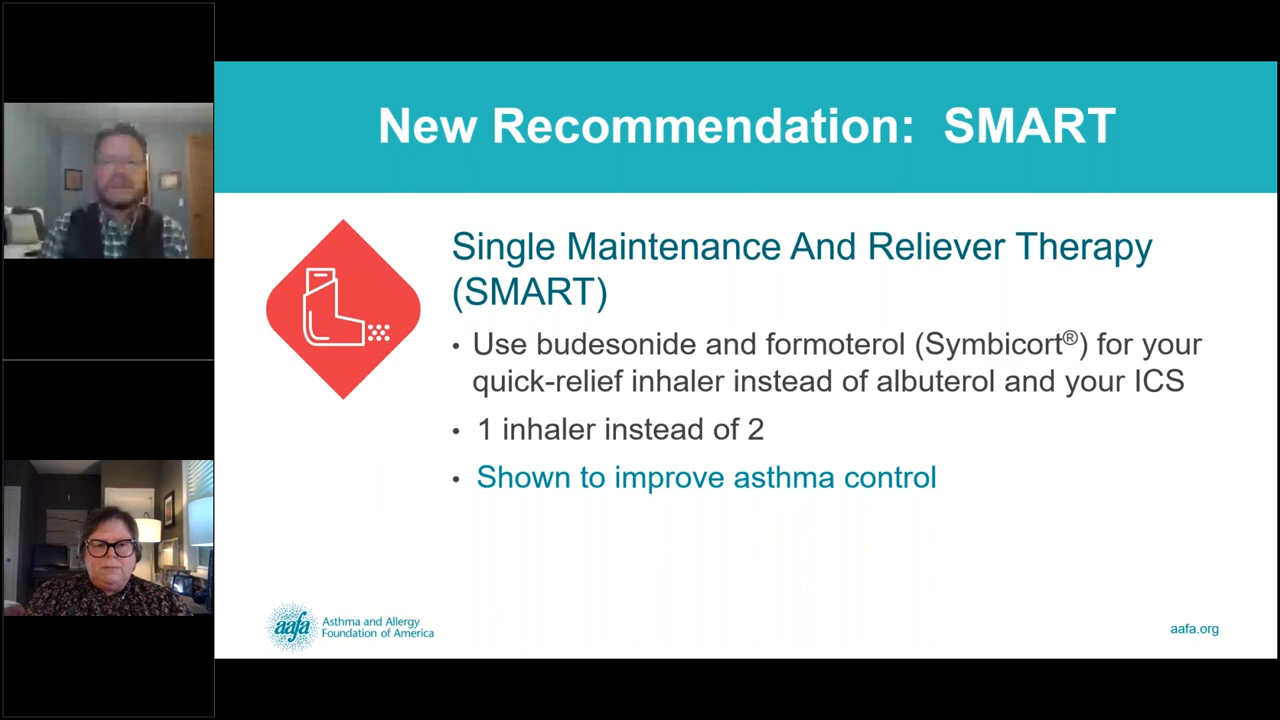 New Recommendation: SMART
Single Maintenance And Reliever Therapy
(SMART)
• Use budesonide and formoterol (Symbicort®) for your
quick-relief inhaler instead of albuterol and your ICS
• 1 inhaler instead of 2
• Shown to improve asthma control
aafa
Asthma and Allergy
Foundation of America
aafa.org